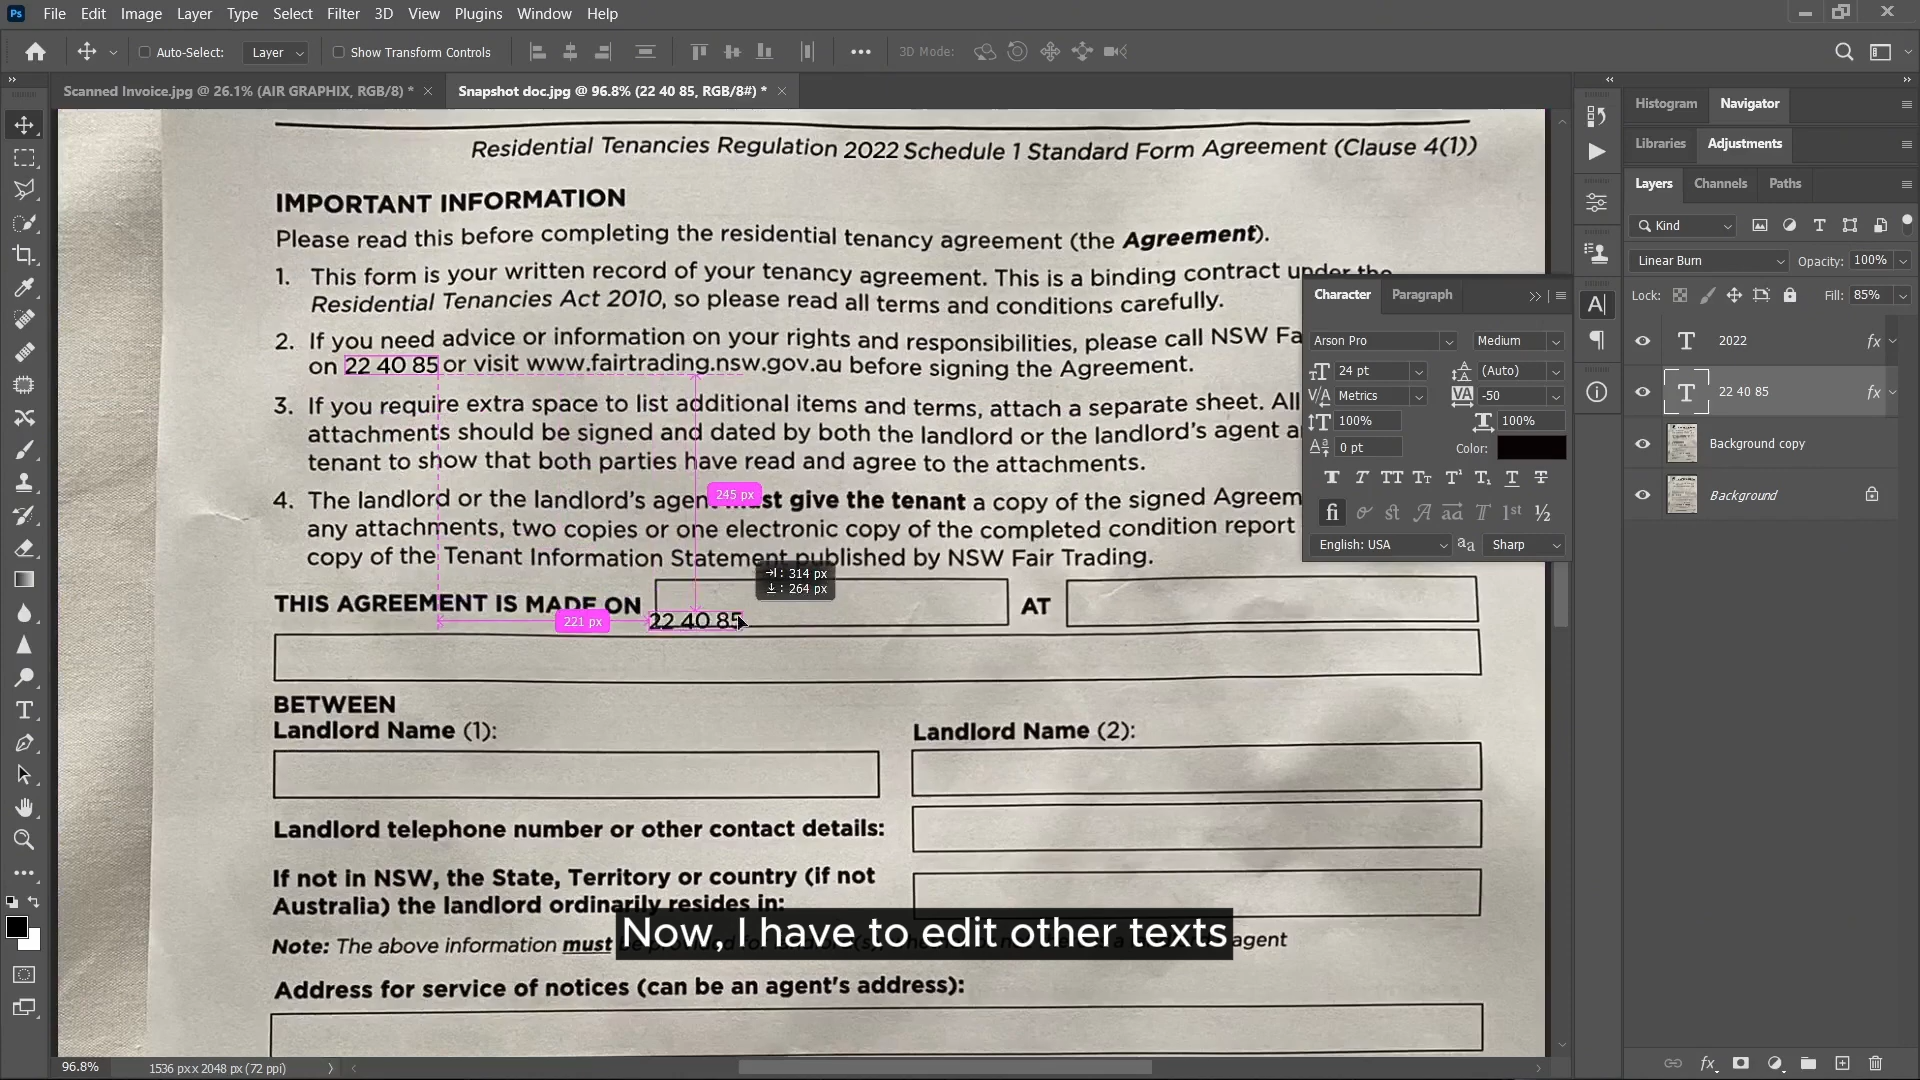 Ps File Edit Image Layer Type Select Filter 3D View Plugins Window Help
Auto-Select: Layer Show Transform Controls 3D Mode:
Scanned Invoice.jpg @ 26.1% (AIR GRAPHIX, RGB/8) * Snapshot doc.jpg @ 96.8% (22 40 85, RGB/8#) *
Residential Tenancies Regulation 2022 Schedule 1 Standard Form Agreement (Clause 4(1))
IMPORTANT INFORMATION
Please read this before completing the residential tenancy agreement (the Agreement).
1. This form is your written record of your tenancy agreement. This is a binding contract under the
Residential Tenancies Act 2010, so please read all terms and conditions carefully.
2. If you need advice or information on your rights and responsibilities, please call NSW Fa
on 22 40 85 or visit www.fairtrading.nsw.gov.au before signing the Agreement.
3. If you require extra space to list additional items and terms, attach a separate sheet. All
attachments should be signed and dated by both the landlord or the landlord's agent a
tenant to show that both parties have read and agree to the attachments.
4. The landlord or the landlord's agent must give the tenant a copy of the signed Agreem
any attachments, two copies or one electronic copy of the completed condition report
copy of the Tenant Information Statement published by NSW Fair Trading.
245 px
: 314 px
: 264 px
THIS AGREEMENT IS MADE ON AT
221 px 22 40 85
BETWEEN
Landlord Name (1): Landlord Name (2):
Landlord telephone number or other contact details:
If not in NSW, the State, Territory or country (if not
Australia) the landlord ordinarily resides in:
Note: The above information must agent
Now, I have to edit other texts
Address for service of notices (can be an agent's address):
96.8% 1536 px x 2048 px (72 ppi)
Character Paragraph
Arson Pro Medium
24 pt (Auto)
Metrics -50
100% 100%
0 pt Color:
English: USA Sharp
Histogram Navigator
Libraries Adjustments
Layers Channels Paths
Kind
Linear Burn Opacity: 100%
Lock: Fill: 85%
2022 fx
22 40 85 fx
Background copy
Background